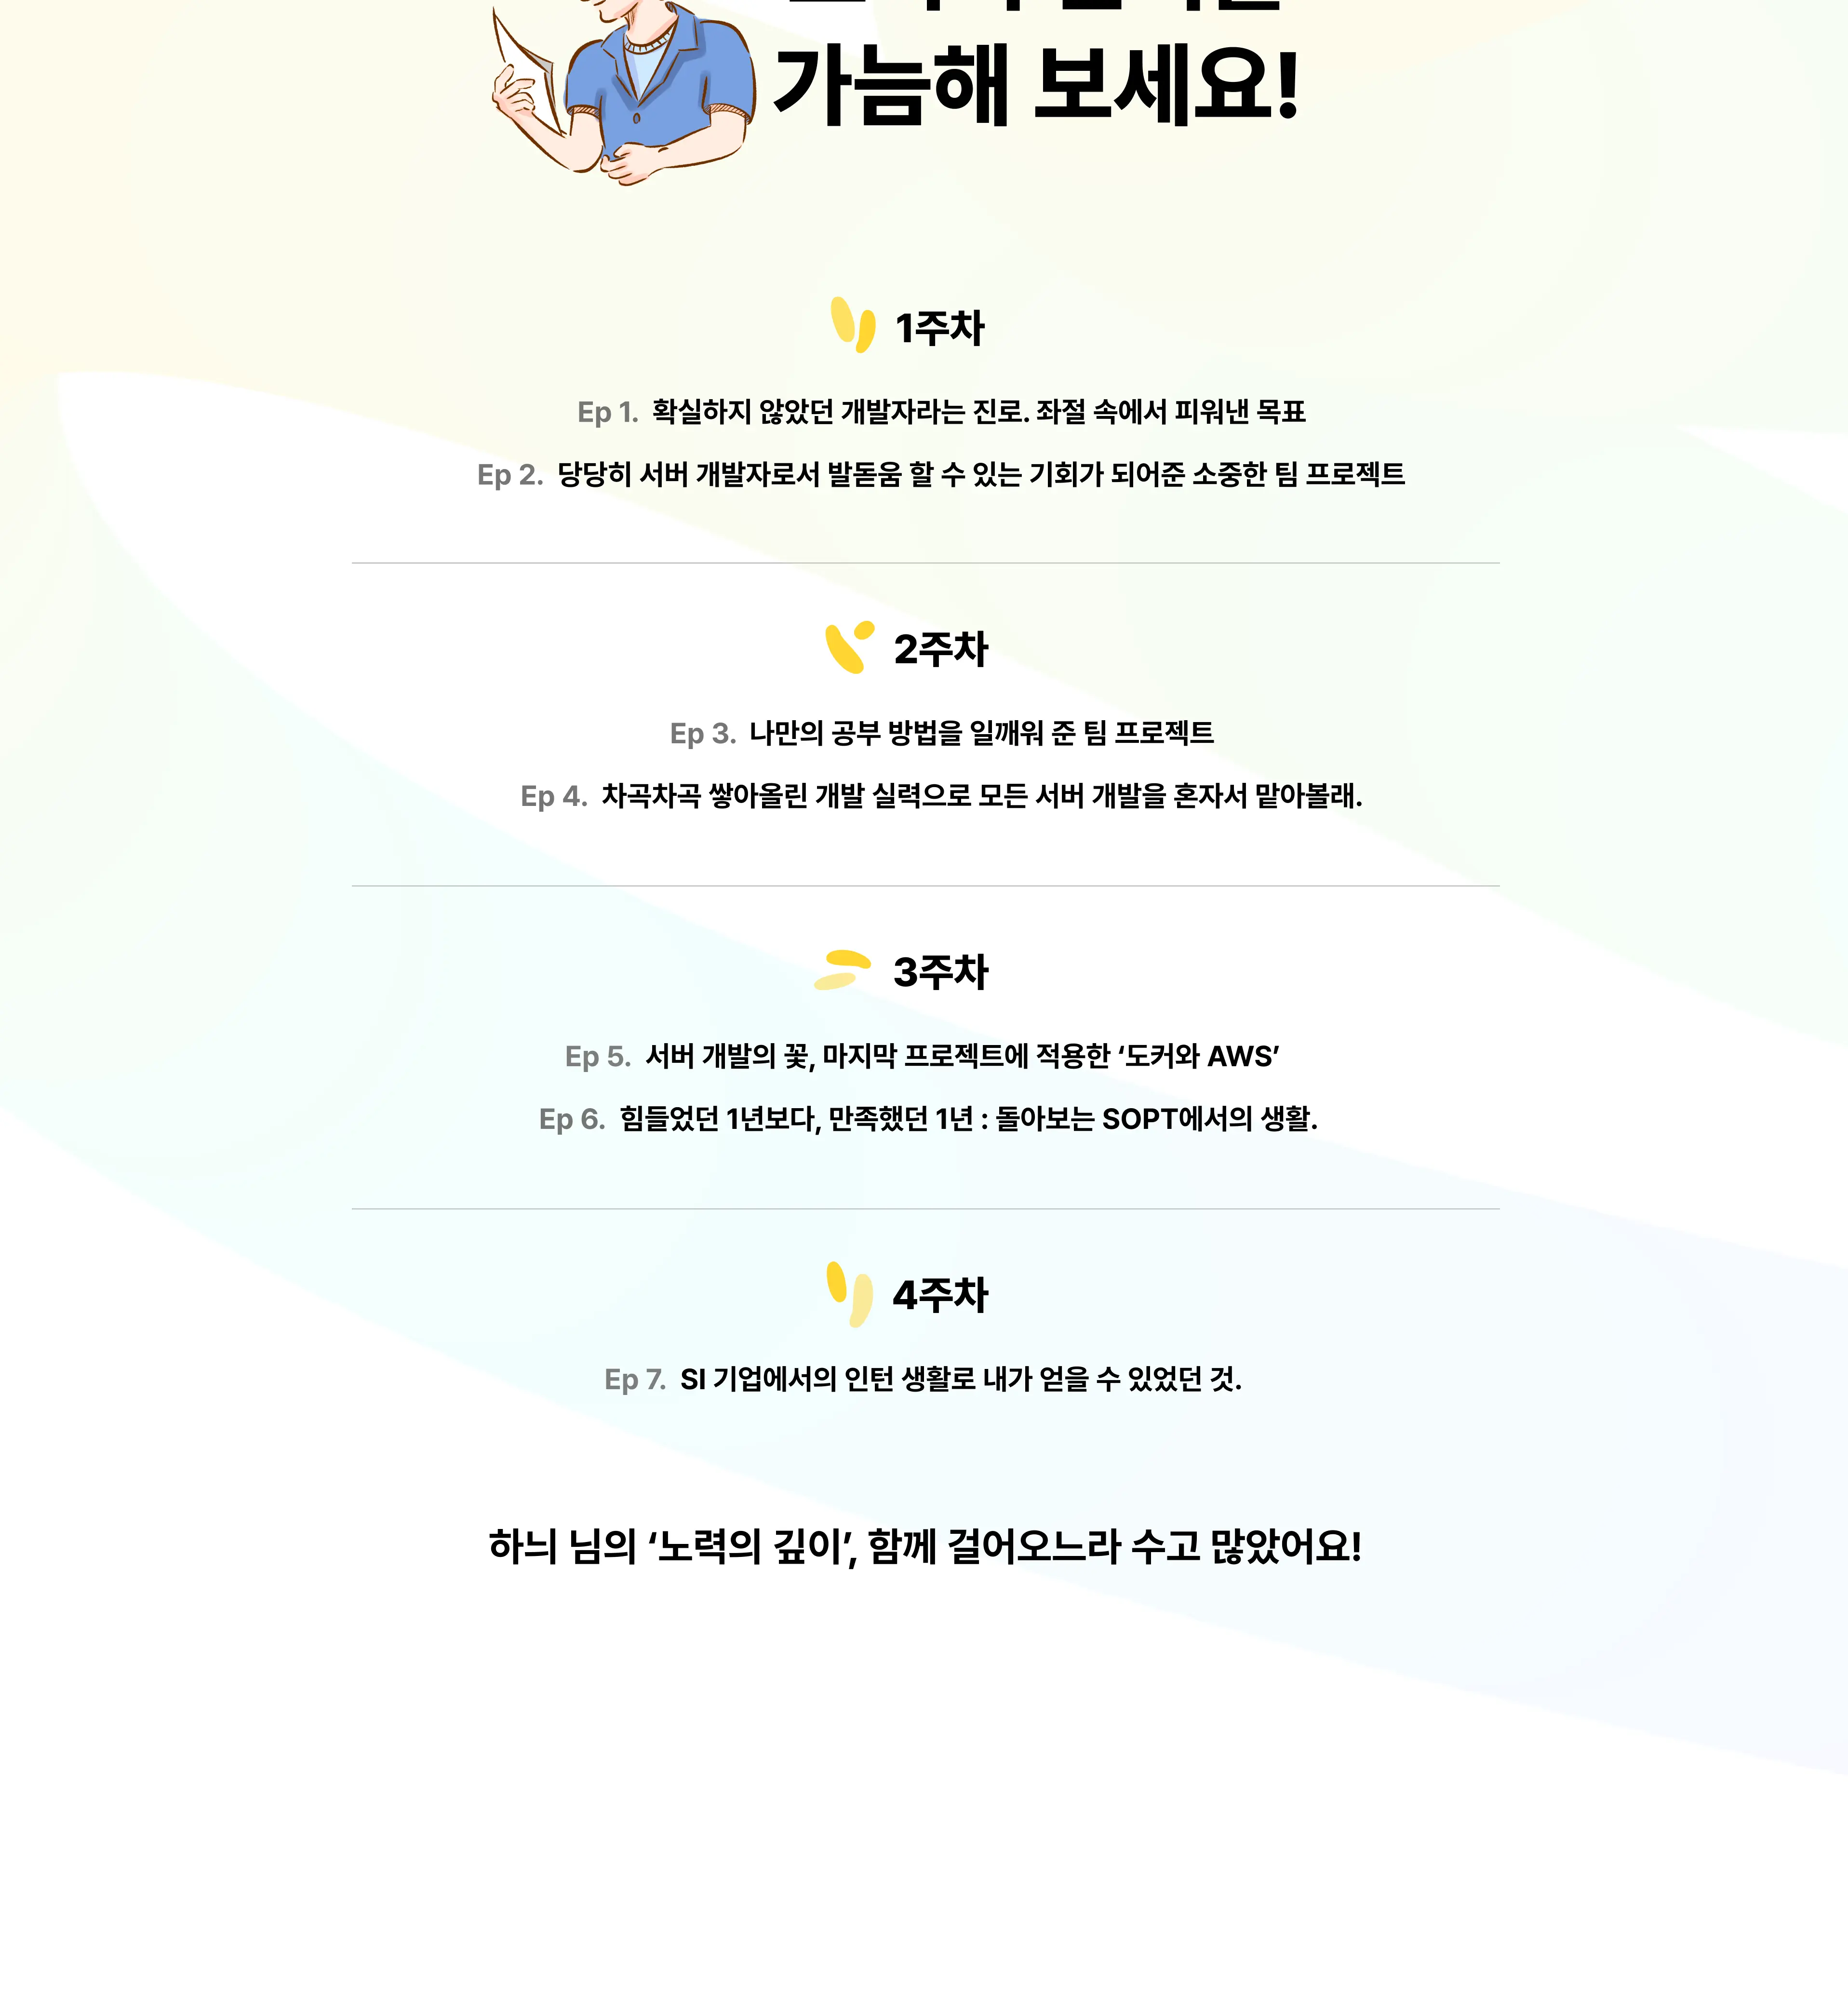 가늠해 보세요!
1주차
Ep 1. 확실하지 않았던 개발자라는 진로. 좌절 속에서 피워낸 목표
Ep 2. 당당히 서버 개발자로서 발돋움 할 수 있는 기회가 되어준 소중한 팀 프로젝트
2주차
Ep 3. 나만의 공부 방법을 일깨워 준 팀 프로젝트
Ep 4. 차곡차곡 쌓아올린 개발 실력으로 모든 서버 개발을 혼자서 맡아볼래.
3주차
Ep 5. 서버 개발의 꽃, 마지막 프로젝트에 적용한 ‘도커와 AWS’
Ep 6. 힘들었던 1년보다, 만족했던 1년 : 돌아보는 SOPT에서의 생활.
4주차
Ep 7. SI 기업에서의 인턴 생활로 내가 얻을 수 있었던 것.
하늬 님의 ‘노력의 깊이’, 함께 걸어오느라 수고 많았어요!